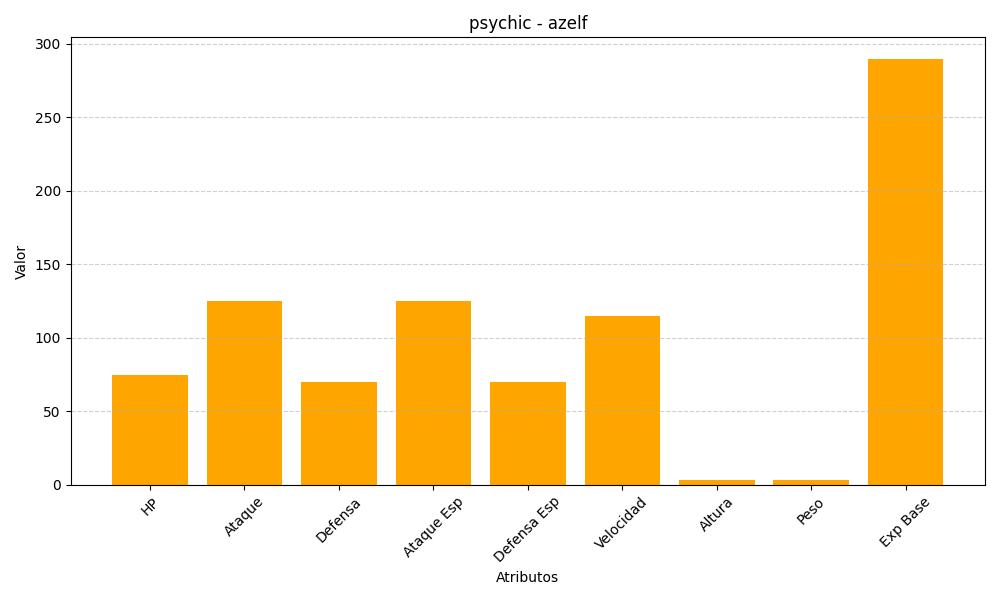 psychic - azelf
Valor
300
250
200
150
100
50
0
HP
Ataque
Defensa
Ataque Esp
Defensa Esp
Velocidad
Altura
Peso
Exp Base
Atributos